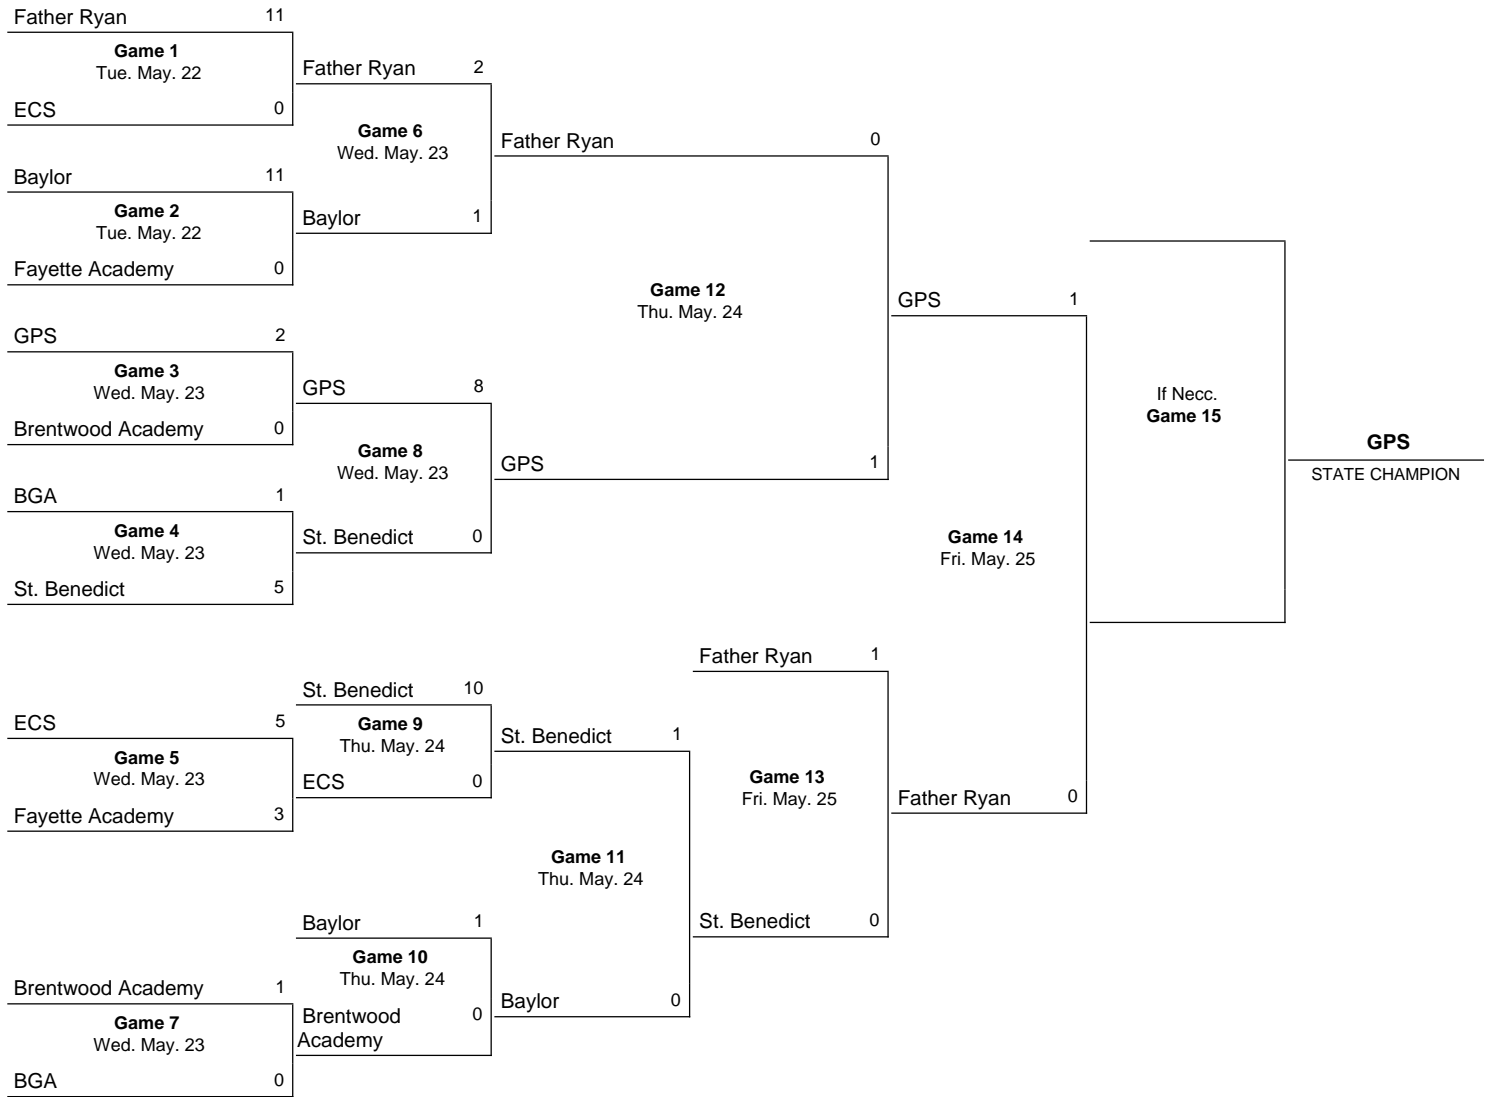 Father Ryan 11
Game 1
Tue. May. 22
ECS 0
Baylor 11
Game 2
Tue. May. 22
Fayette Academy 0
GPS 2
Game 3
Wed. May. 23
Brentwood Academy 0
BGA 1
Game 4
Wed. May. 23
St. Benedict 5
ECS 5
Game 5
Wed. May. 23
Fayette Academy 3
Brentwood Academy 1
Game 7
Wed. May. 23
BGA 0
Father Ryan 2
Game 6
Wed. May. 23
Baylor 1
GPS 8
Game 8
Wed. May. 23
St. Benedict 0
St. Benedict 10
Game 9
Thu. May. 24
ECS 0
Baylor 1
Game 10
Thu. May. 24
Brentwood 0
Academy
Father Ryan 0
Game 12
Thu. May. 24
GPS 1
St. Benedict 1
Game 11
Thu. May. 24
Baylor 0
Father Ryan 1
Game 13
Fri. May. 25
St. Benedict 0
GPS 1
Game 14
Fri. May. 25
Father Ryan 0
If Necc.
Game 15
GPS
STATE CHAMPION